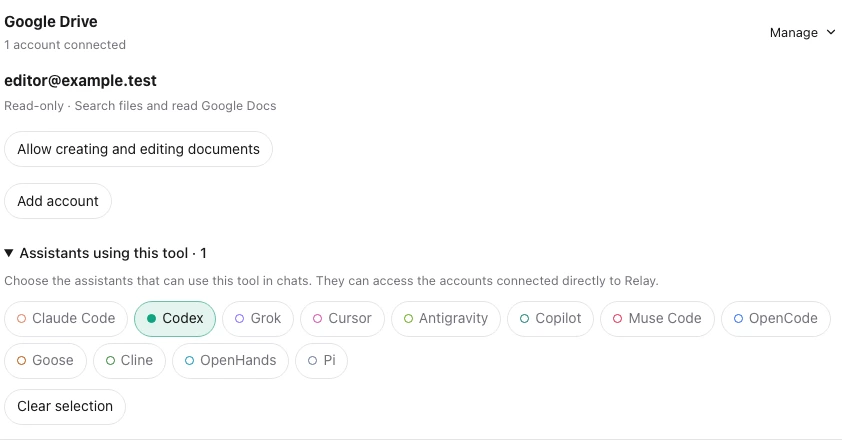 Google Drive
1 account connected
Manage
editor@example.test
Read-only · Search files and read Google Docs
Allow creating and editing documents
Add account
Assistants using this tool · 1
Choose the assistants that can use this tool in chats. They can access the accounts connected directly to Relay.
Claude Code Codex Grok Cursor Antigravity Copilot Muse Code OpenCode
Goose Cline OpenHands Pi
Clear selection